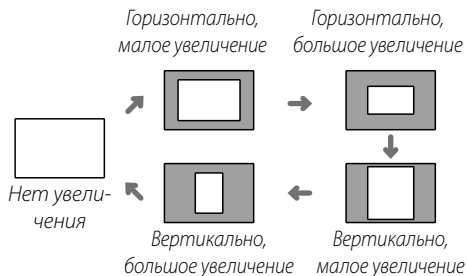 Горизонтально,
малое увеличение
Горизонтально,
большое увеличение
Нет увели-
чения
Вертикально,
большое увеличение
Вертикально,
малое увеличение